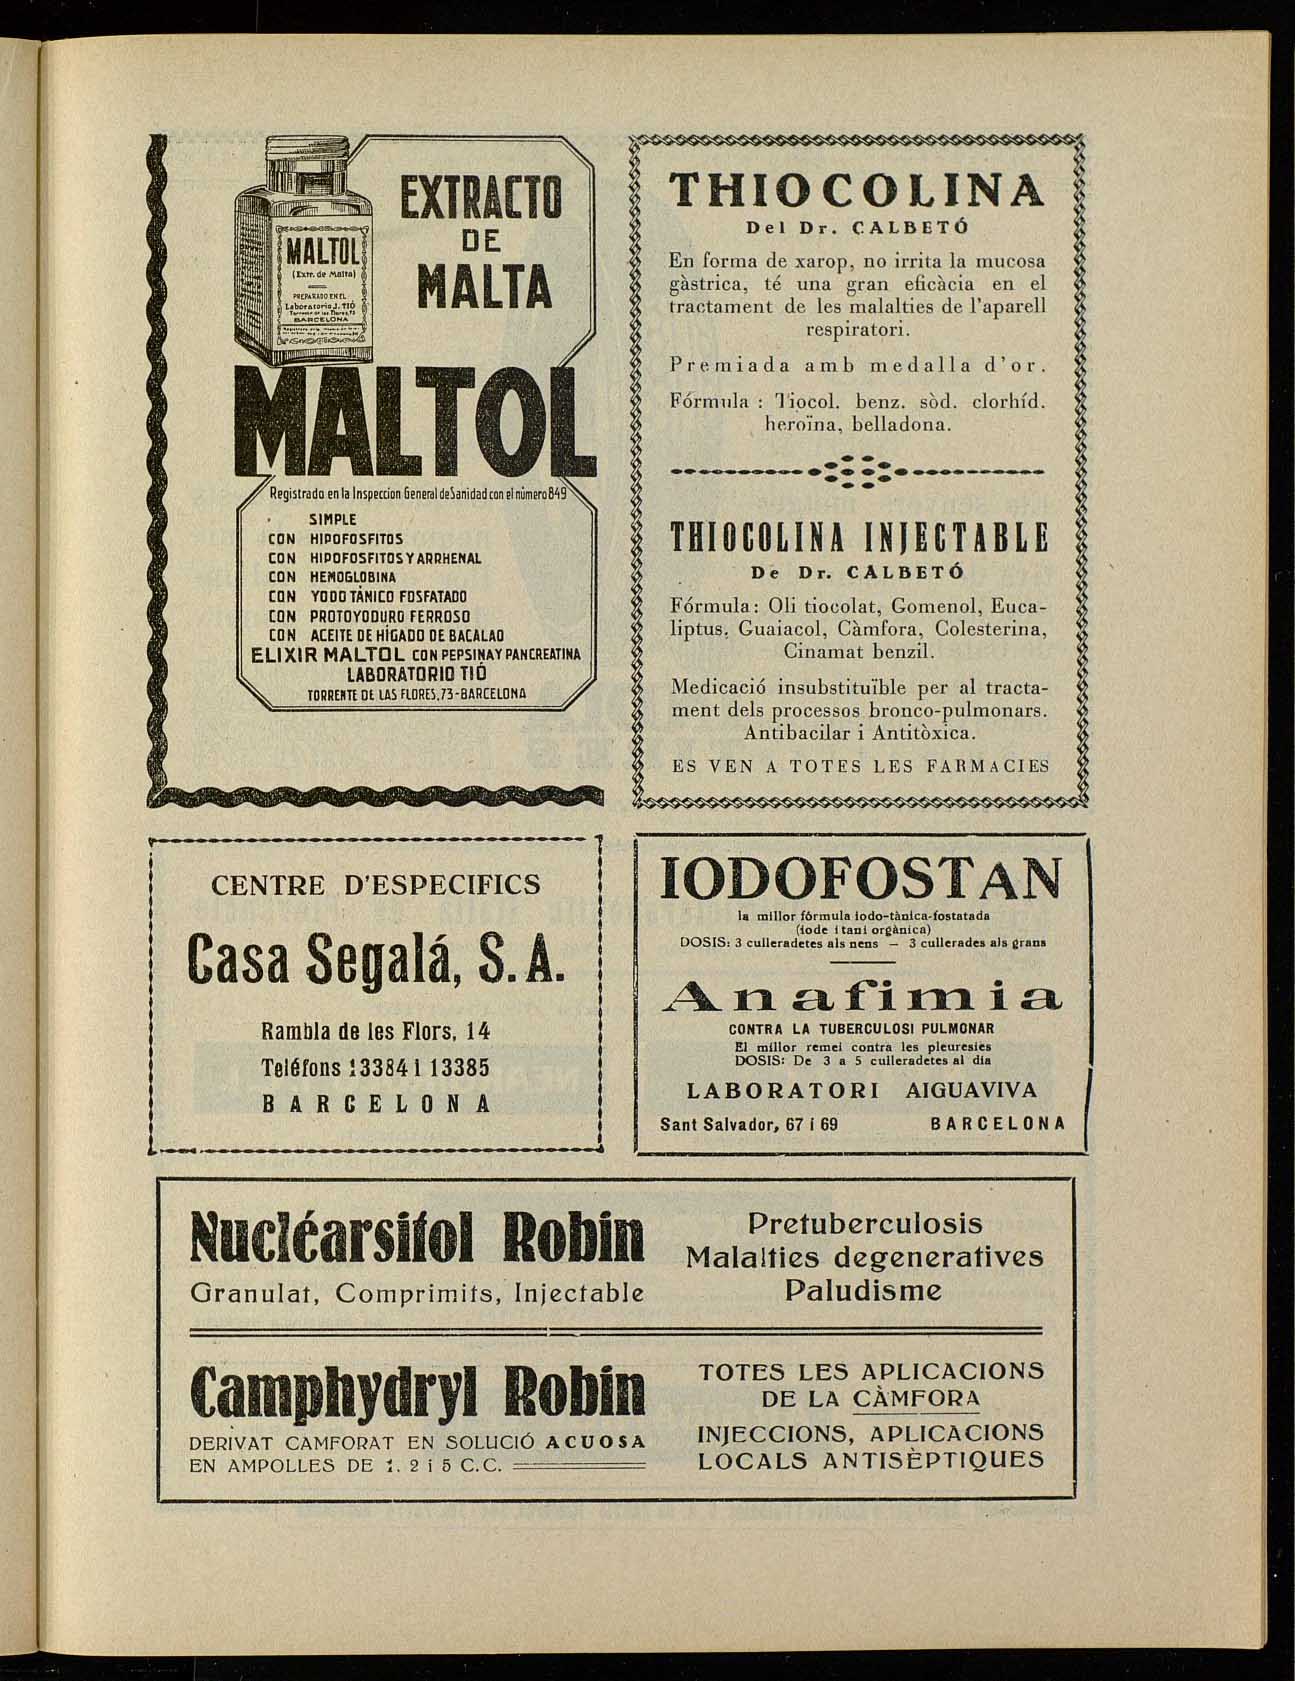 EXTRACTO
DE
MALTA
MALTOL
(Extr. de Malta)
PREPARADO EN EL
Laboratorio J. TIÓ
Torrente de las Flores, 73
BARCELONA
MALTOL
Registrado en la Inspeccion General de Sanidad con el número 849
SIMPLE
CON HIPOFOSFITOS
CON HIPOFOSFITOS Y ARRHENAL
CON HEMOGLOBINA
CON YODO TÁNICO FOSFATADO
CON PROTOYODURO FERROSO
CON ACEITE DE HÍGADO DE BACALAO
ELIXIR MALTOL CON PEPSINA Y PANCREATINA
LABORATORIO TIÓ
TORRENTE DE LAS FLORES, 73-BARCELONA
THIOCOLINA
Del Dr. CALBETÓ
En forma de xarop, no irrita la mucosa
gàstrica, té una gran eficàcia en el
tractament de les malalties de l'aparell
respiratori.
Premiada amb medalla d'or.
Fórmula : Tiocol. benz. sòd. clorhíd.
heroïna, belladona.
THIOCOLINA INJECTABLE
De Dr. CALBETÓ
Fórmula: Oli tiocolat, Gomenol, Euca-
liptus, Guaiacol, Càmfora, Colesterina,
Cinamat benzil.
Medicació insubstituïble per al tracta-
ment dels processos bronco-pulmonars.
Antibacilar i Antitòxica.
ES VEN A TOTES LES FARMACIES
CENTRE D'ESPECIFICS
Casa Segalá, S. A.
Rambla de les Flors, 14
Teléfons 13384 i 13385
BARCELONA
IODOFOSTAN
la millor fórmula iodo-tànica-fostatada
(iode i tani orgànica)
DOSIS: 3 culleradetes als nens — 3 cullerades als grans
Anafimia
CONTRA LA TUBERCULOSI PULMONAR
El millor remei contra les pleuresies
DOSIS: De 3 a 5 culleradetes al dia
LABORATORI AIGUAVIVA
Sant Salvador, 67 i 69 BARCELONA
Nucléarsitol Robin
Granulat, Comprimits, Injectable
Pretuberculosis
Malalties degeneratives
Paludisme
Camphydryl Robin
DERIVAT CAMFORAT EN SOLUCIÓ ACUOSA
EN AMPOLLES DE 1. 2 i 5 C.C.
TOTES LES APLICACIONS
DE LA CÀMFORA
INJECCIONS, APLICACIONS
LOCALS ANTISÈPTIQUES